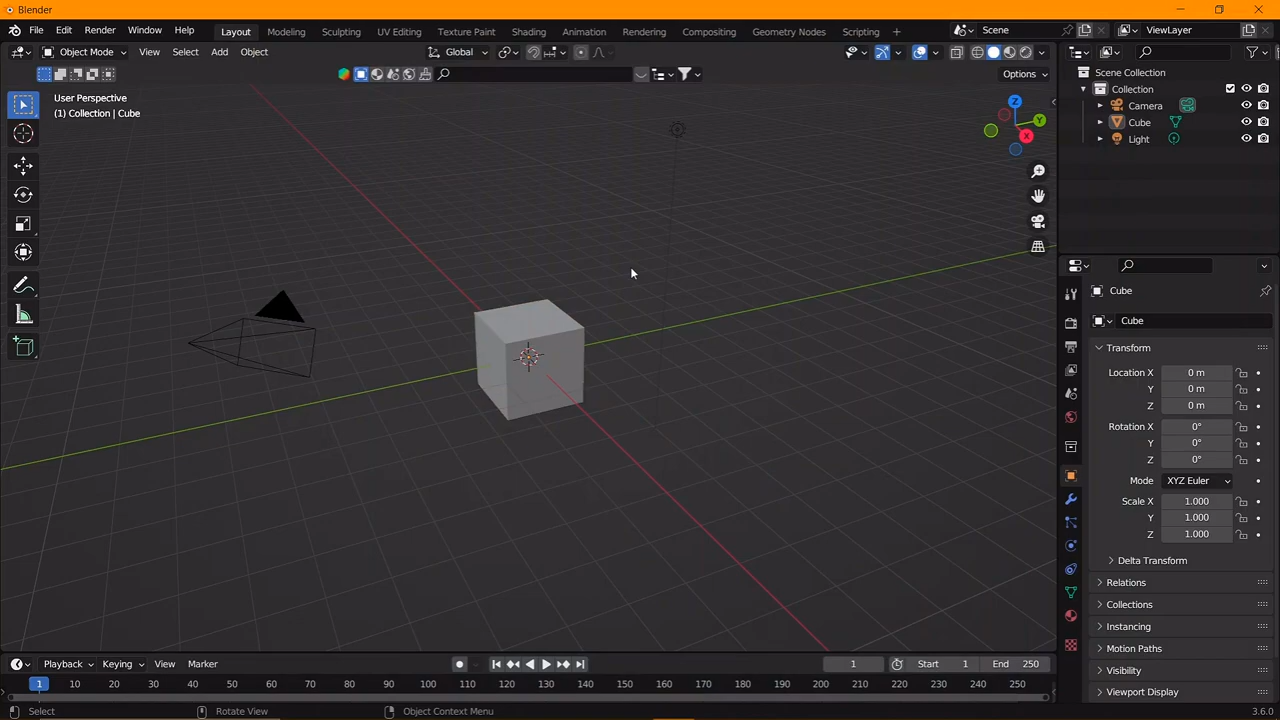 Blender
File Edit Render Window Help Layout Modeling Sculpting UV Editing Texture Paint Shading Animation Rendering Compositing Geometry Nodes Scripting + Scene ViewLayer
Object Mode View Select Add Object Global
Options
User Perspective
(1) Collection | Cube
Z
Y
X
Scene Collection
Collection
Camera
Cube
Light
Cube
Cube
Transform
Location X 0 m
Y 0 m
Z 0 m
Rotation X 0°
Y 0°
Z 0°
Mode XYZ Euler
Scale X 1.000
Y 1.000
Z 1.000
Delta Transform
Relations
Collections
Instancing
Motion Paths
Visibility
Viewport Display
Playback Keying View Marker 1 Start 1 End 250
1 10 20 30 40 50 60 70 80 90 100 110 120 130 140 150 160 170 180 190 200 210 220 230 240 250
Select Rotate View Object Context Menu 3.6.0